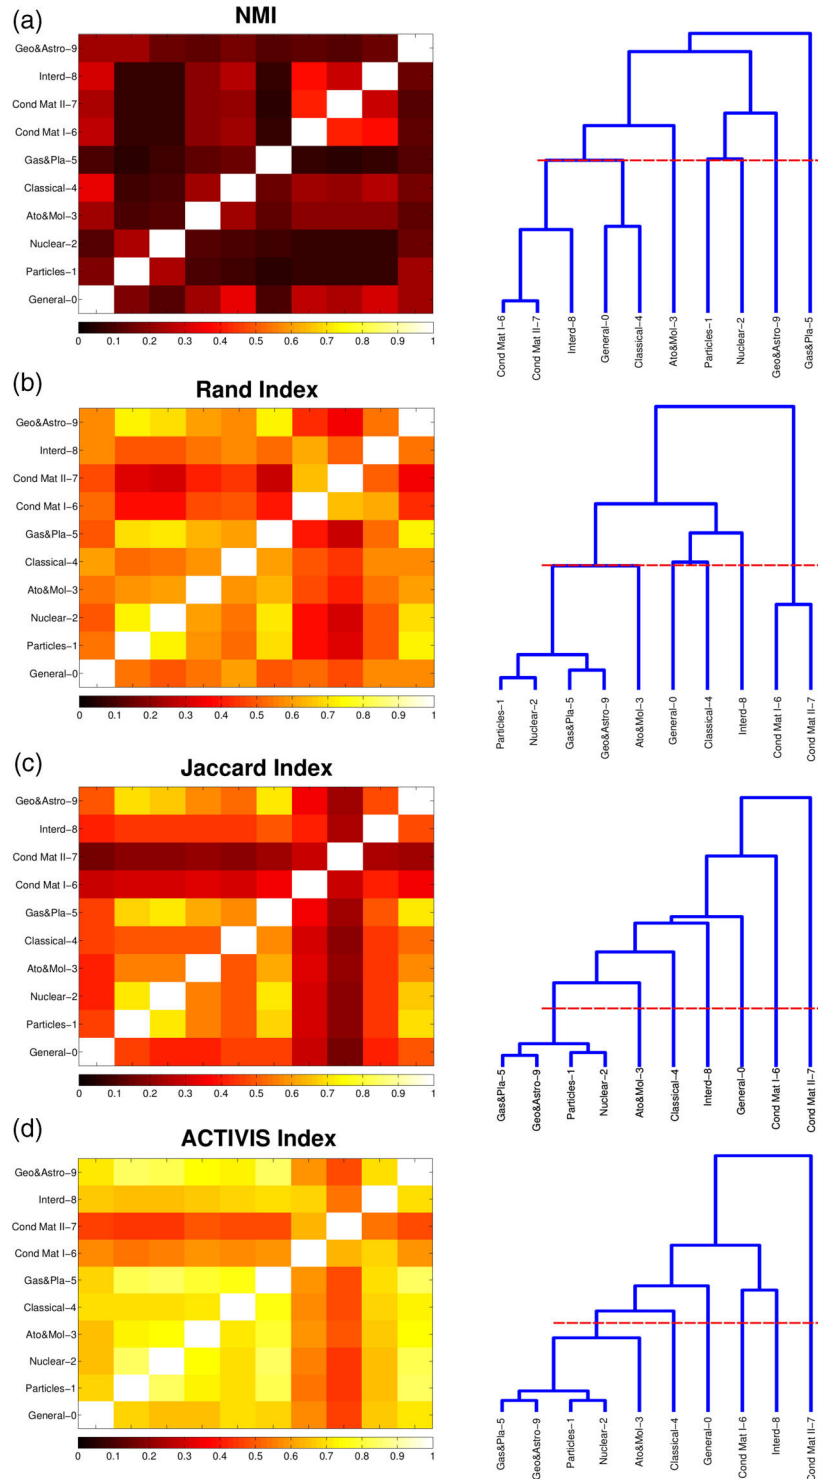 (a)
NMI
Geo&Astro-9
Interd-8
Cond Mat II-7
Cond Mat I-6
Gas&Pla-5
Classical-4
Ato&Mol-3
Nuclear-2
Particles-1
General-0
0 0.1 0.2 0.3 0.4 0.5 0.6 0.7 0.8 0.9 1
Cond Mat I-6
Cond Mat II-7
Interd-8
General-0
Classical-4
Ato&Mol-3
Particles-1
Nuclear-2
Geo&Astro-9
Gas&Pla-5
(b)
Rand Index
Geo&Astro-9
Interd-8
Cond Mat II-7
Cond Mat I-6
Gas&Pla-5
Classical-4
Ato&Mol-3
Nuclear-2
Particles-1
General-0
0 0.1 0.2 0.3 0.4 0.5 0.6 0.7 0.8 0.9 1
Particles-1
Nuclear-2
Gas&Pla-5
Geo&Astro-9
Ato&Mol-3
General-0
Classical-4
Interd-8
Cond Mat I-6
Cond Mat II-7
(c)
Jaccard Index
Geo&Astro-9
Interd-8
Cond Mat II-7
Cond Mat I-6
Gas&Pla-5
Classical-4
Ato&Mol-3
Nuclear-2
Particles-1
General-0
0 0.1 0.2 0.3 0.4 0.5 0.6 0.7 0.8 0.9 1
Gas&Pla-5
Geo&Astro-9
Particles-1
Nuclear-2
Ato&Mol-3
Classical-4
Interd-8
General-0
Cond Mat I-6
Cond Mat II-7
(d)
ACTIVIS Index
Geo&Astro-9
Interd-8
Cond Mat II-7
Cond Mat I-6
Gas&Pla-5
Classical-4
Ato&Mol-3
Nuclear-2
Particles-1
General-0
0 0.1 0.2 0.3 0.4 0.5 0.6 0.7 0.8 0.9 1
Gas&Pla-5
Geo&Astro-9
Particles-1
Nuclear-2
Ato&Mol-3
Classical-4
General-0
Cond Mat I-6
Interd-8
Cond Mat II-7